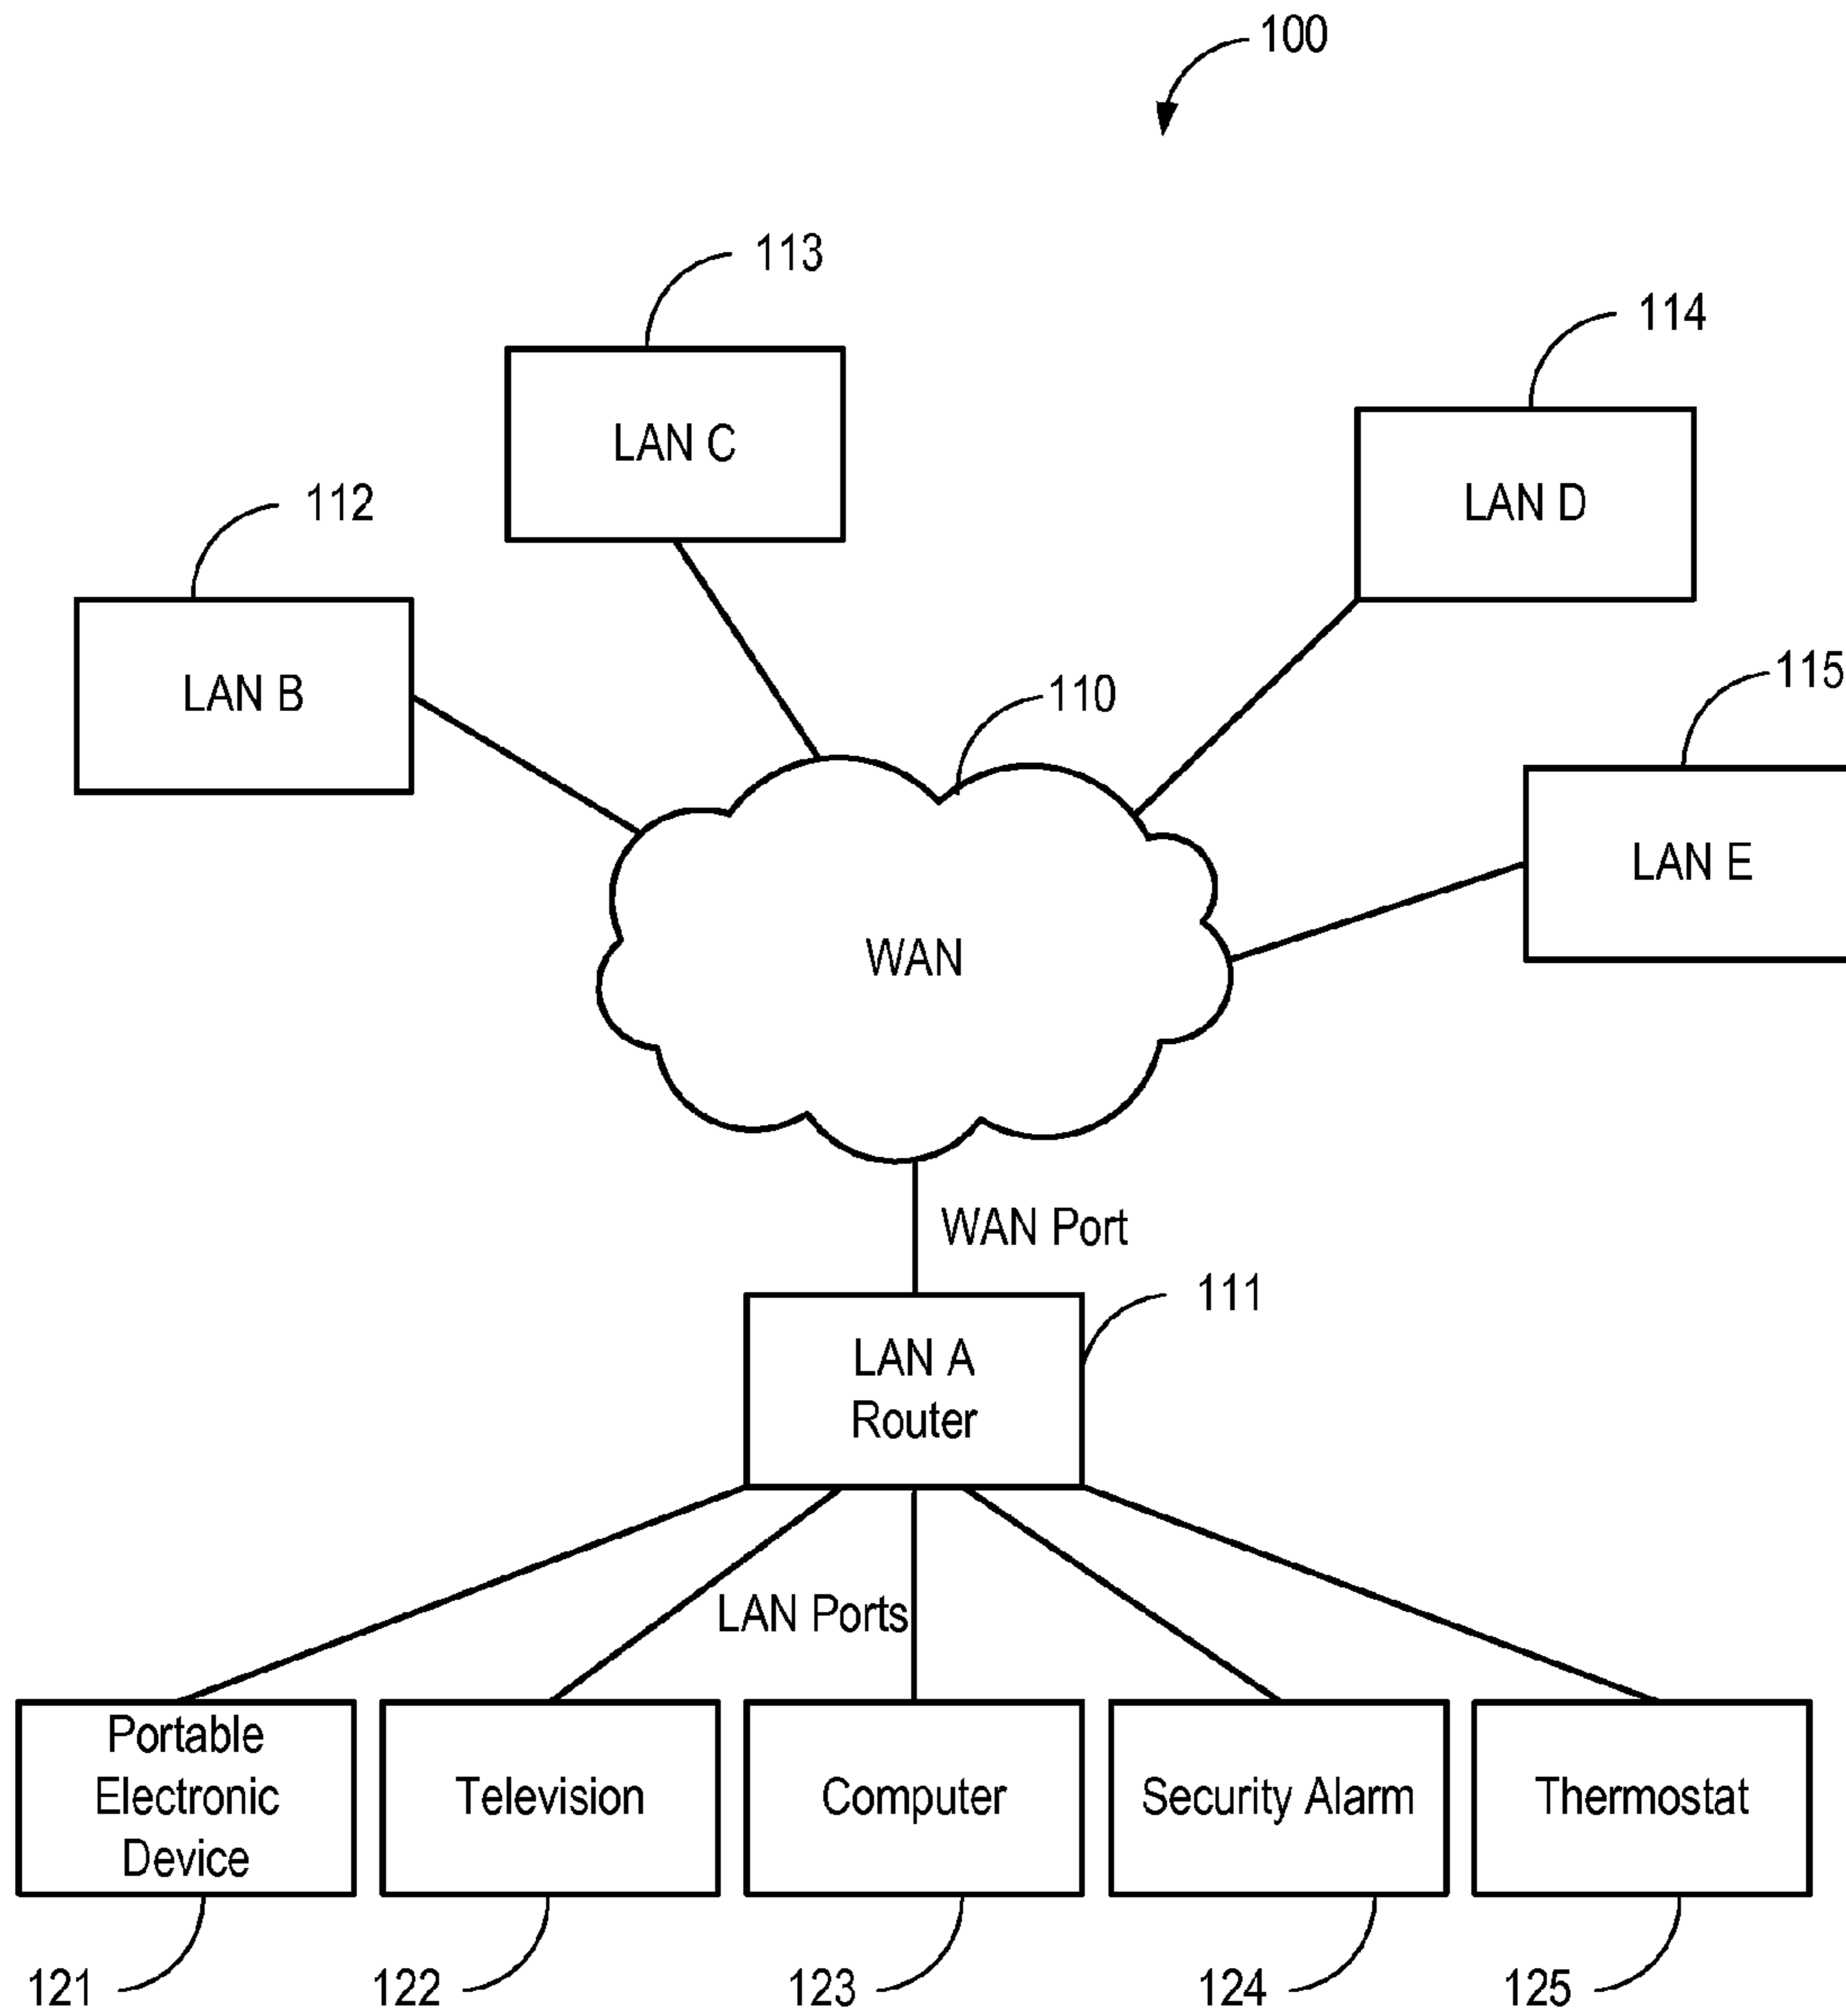 100
113
114
LAN C
112
LAN D
LAN B
110
115
LAN E
WAN
WAN Port
111
LAN A
Router
LAN Ports
Portable
Electronic
Device
Television
Computer
Security Alarm
Thermostat
121
122
123
124
125